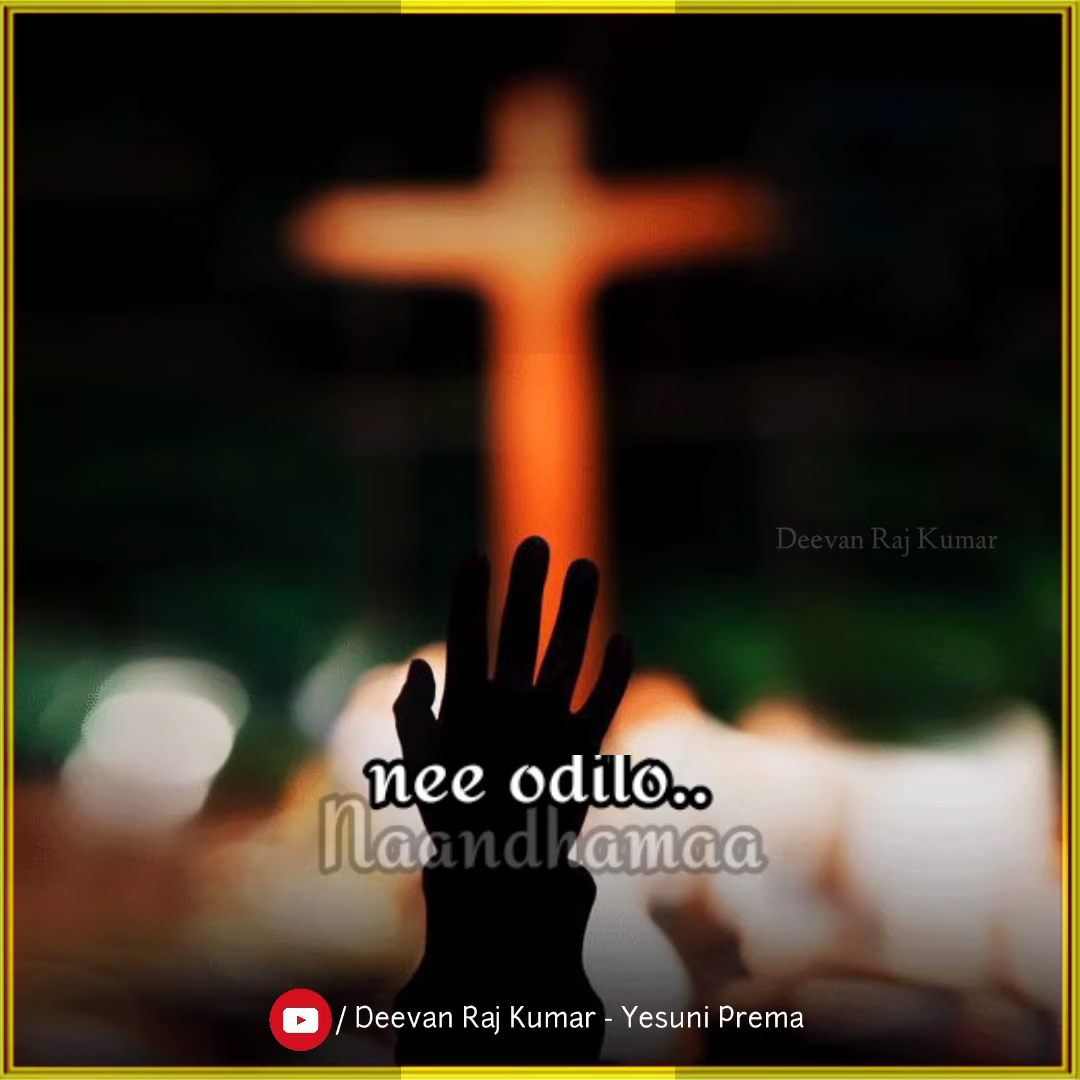 Deevan Raj Kumar
nee odilo..
Naandhamaa
/ Deevan Raj Kumar - Yesuni Prema